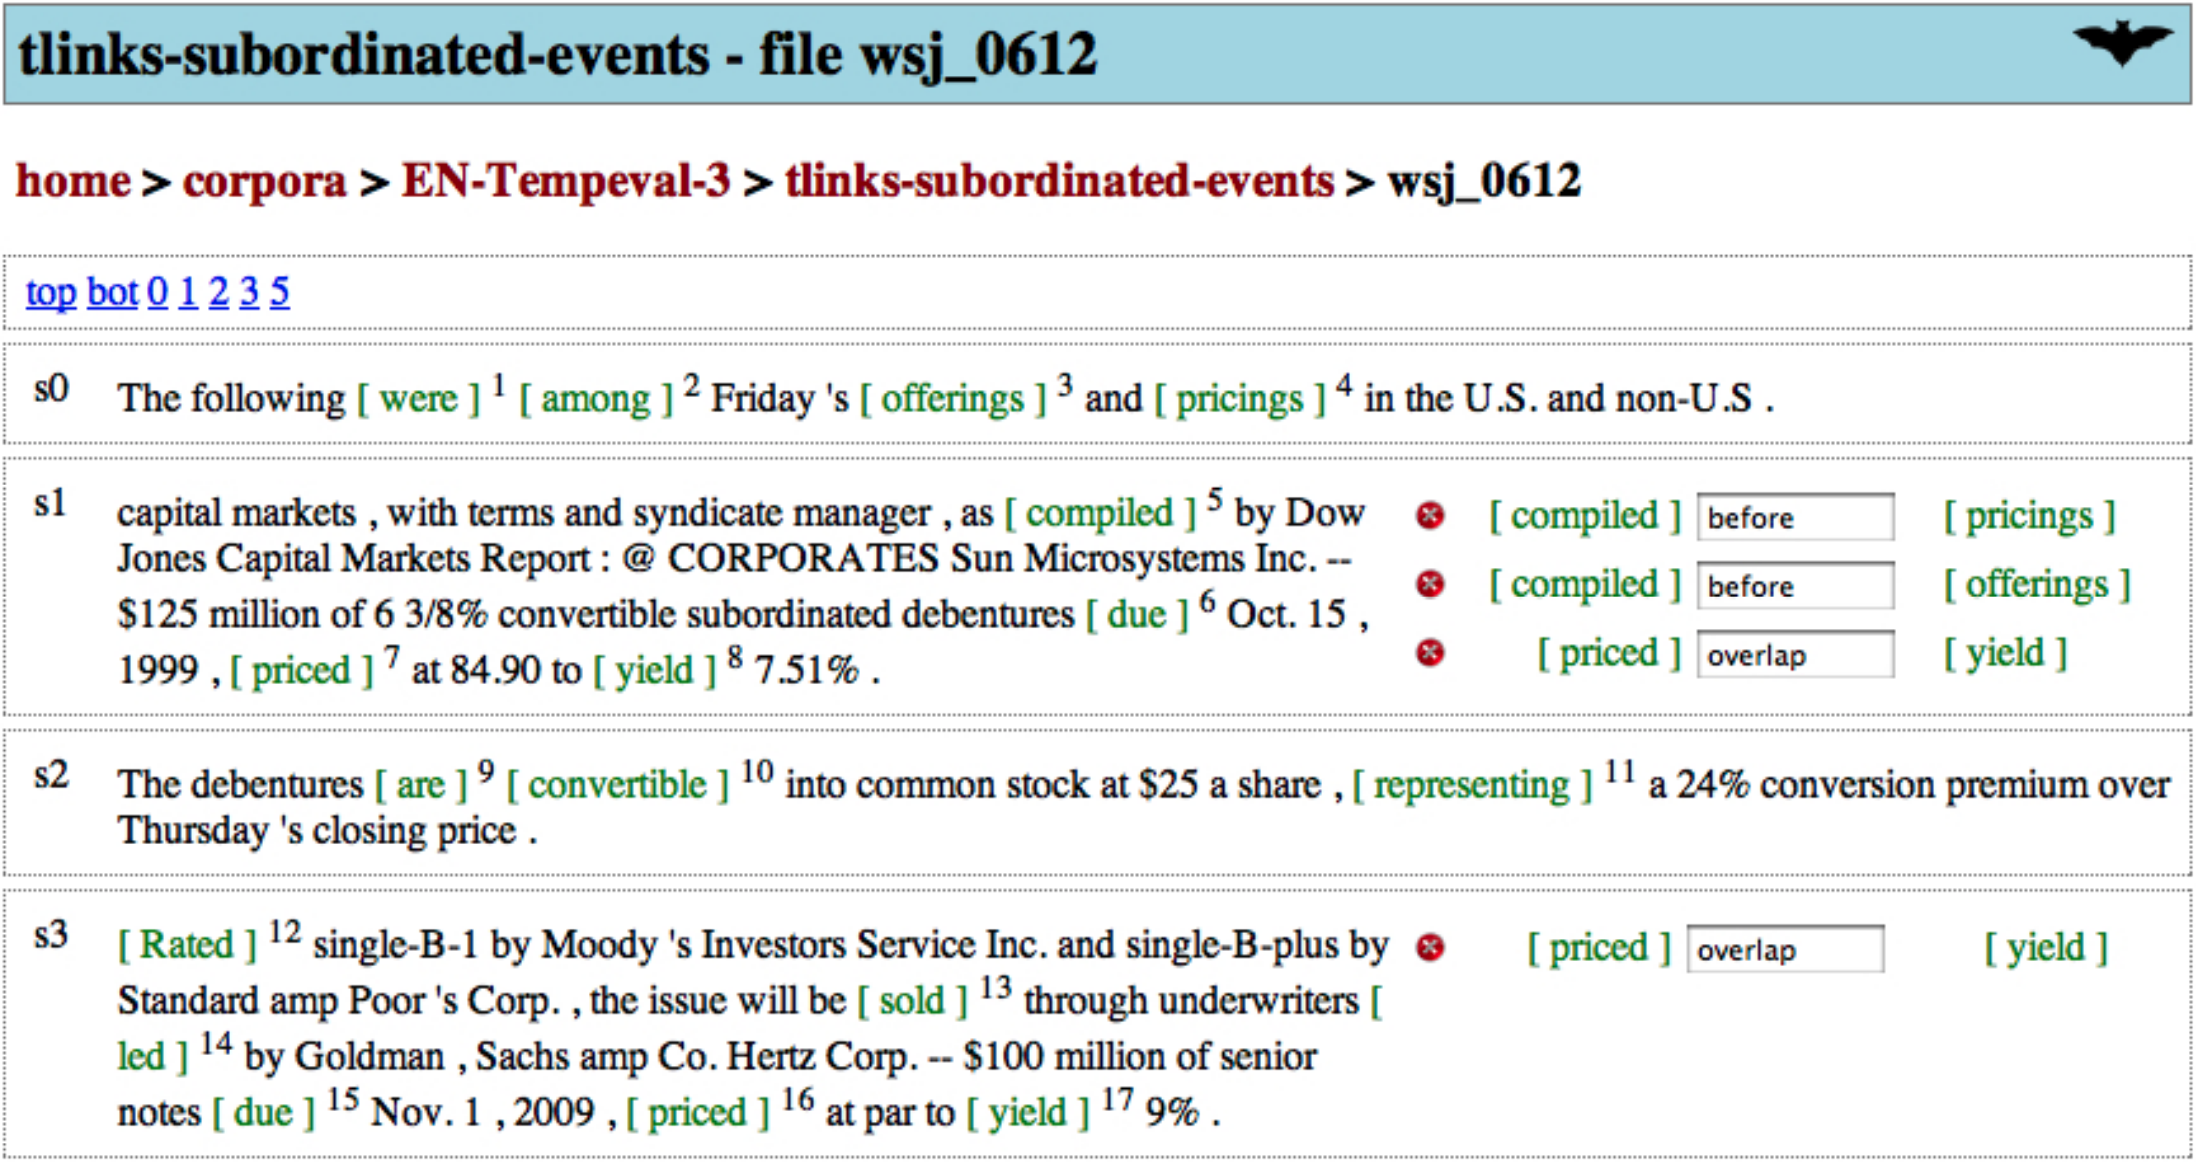 tlinks-subordinated-events - file wsj_0612
home > corpora > EN-Tempeval-3 > tlinks-subordinated-events > wsj_0612
top bot 0 1 2 3 5
s0 The following [ were ] 1 [ among ] 2 Friday 's [ offerings ] 3 and [ pricings ] 4 in the U.S. and non-U.S .
s1 capital markets , with terms and syndicate manager , as [ compiled ] 5 by Dow
Jones Capital Markets Report : @ CORPORATES Sun Microsystems Inc. --
$125 million of 6 3/8% convertible subordinated debentures [ due ] 6 Oct. 15 ,
1999 , [ priced ] 7 at 84.90 to [ yield ] 8 7.51% .
[ compiled ] before [ pricings ]
[ compiled ] before [ offerings ]
[ priced ] overlap [ yield ]
s2 The debentures [ are ] 9 [ convertible ] 10 into common stock at $25 a share , [ representing ] 11 a 24% conversion premium over
Thursday 's closing price .
s3 [ Rated ] 12 single-B-1 by Moody 's Investors Service Inc. and single-B-plus by
Standard amp Poor 's Corp. , the issue will be [ sold ] 13 through underwriters [
led ] 14 by Goldman , Sachs amp Co. Hertz Corp. -- $100 million of senior
notes [ due ] 15 Nov. 1 , 2009 , [ priced ] 16 at par to [ yield ] 17 9% .
[ priced ] overlap [ yield ]